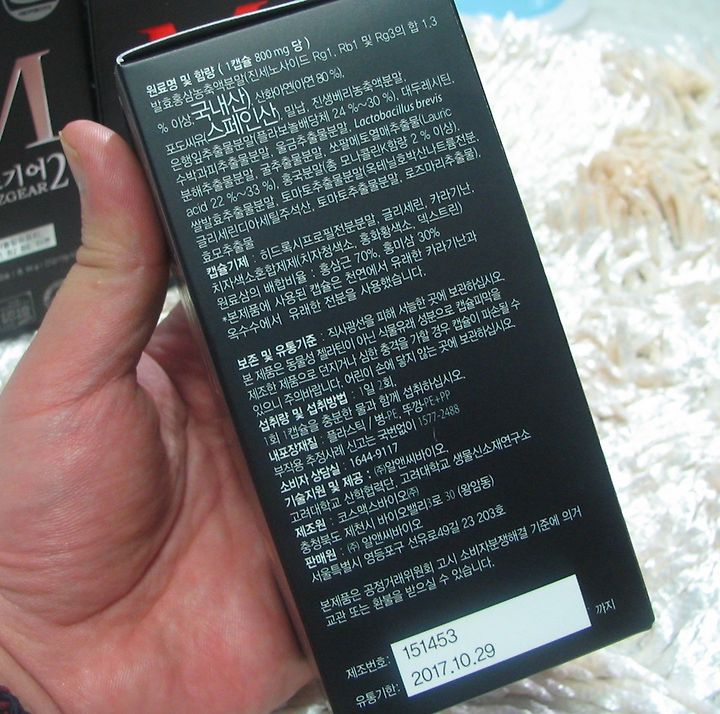 M
기어
GEAR2
원료명 및 함량 ( 1캡슐 800 mg 당 )
발효홍삼농축액분말(진세노사이드 Rg1, Rb1 및 Rg3의 합 1.3
% 이상,국내산), 산화아연(아연 80 %),
포도씨유(스페인산), 밀납, 진생베리농축액분말,
은행잎추출물분말(플라보놀배당체 24 %~30 %), 대두레시틴,
수박과피추출물분말, 울금추출물분말, Lactobacillus brevis
분해추출물분말, 굴추출물분말, 쏘팔메토열매추출물(Lauric
acid 22 %~33 %), 홍국분말(총 모나콜린K함량 2 % 이상),
쌀발효추출물분말, 토마토추출물분말(옥테닐호박산나트륨전분,
글리세린디아세틸주석산, 토마토추출물분말, 로즈마리추출물),
효모추출물
캡슐기제 : 히드록시프로필전분분말, 글리세린, 카라기난,
치자색소혼합제제(치자청색소, 홍화황색소, 덱스트린)
원료삼의 배합비율 : 홍삼근 70%, 홍미삼 30%
*본제품에 사용된 캡슐은 천연에서 유래한 카라기난과
옥수수에서 유래한 전분을 사용했습니다.
보존 및 유통기준 : 직사광선을 피해 서늘한 곳에 보관하십시오.
본 제품은 동물성 젤라틴이 아닌 식물유래 성분으로 캡슐피막을
제조한 제품으로 던지거나 심한 충격을 가할 경우 캡슐이 파손될 수
있으니 주의바랍니다. 어린이 손에 닿지 않는 곳에 보관하십시오.
섭취량 및 섭취방법 : 1일 2회,
1회 1캡슐을 충분한 물과 함께 섭취하십시오.
내포장재질 : 플라스틱 / 병-PE, 뚜껑-PE+PP
부작용 추정사례 신고는 국번없이 1577-2488
소비자 상담실 : 1644-9117
기술지원 및 제공 : ㈜알앤씨바이오,
고려대학교 산학협력단, 고려대학교 생물신소재연구소
제조원 : 코스맥스바이오㈜
충청북도 제천시 바이오밸리3로 30 (왕암동)
판매원 : ㈜ 알앤씨바이오
서울특별시 영등포구 선유로49길 23 203호
본제품은 공정거래위원회 고시 소비자분쟁해결 기준에 의거
교관 또는 환불을 받으실 수 있습니다.
제조번호: 151453
유통기한: 2017.10.29 까지